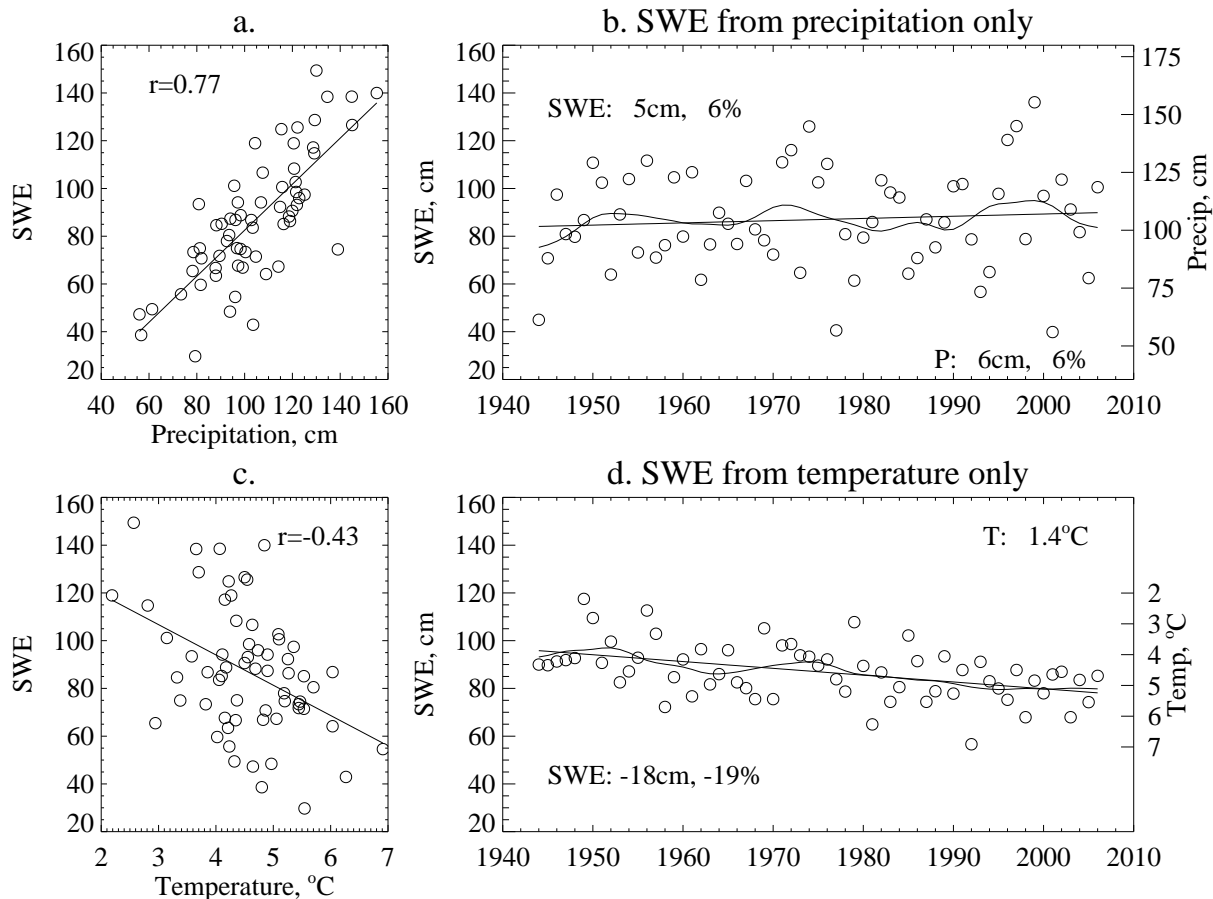 a.
160
140
120
100
80
60
40
20
SWE
r=0.77
40 60 80 100 120 140 160
Precipitation, cm
b. SWE from precipitation only
160
140
120
100
80
60
40
20
SWE, cm
SWE: 5cm, 6%
P: 6cm, 6%
175
150
125
100
75
50
Precip, cm
1940 1950 1960 1970 1980 1990 2000 2010
c.
160
140
120
100
80
60
40
20
SWE
r=-0.43
2 3 4 5 6 7
Temperature, °C
d. SWE from temperature only
160
140
120
100
80
60
40
20
SWE, cm
T: 1.4°C
SWE: -18cm, -19%
2
3
4
5
6
7
Temp, °C
1940 1950 1960 1970 1980 1990 2000 2010